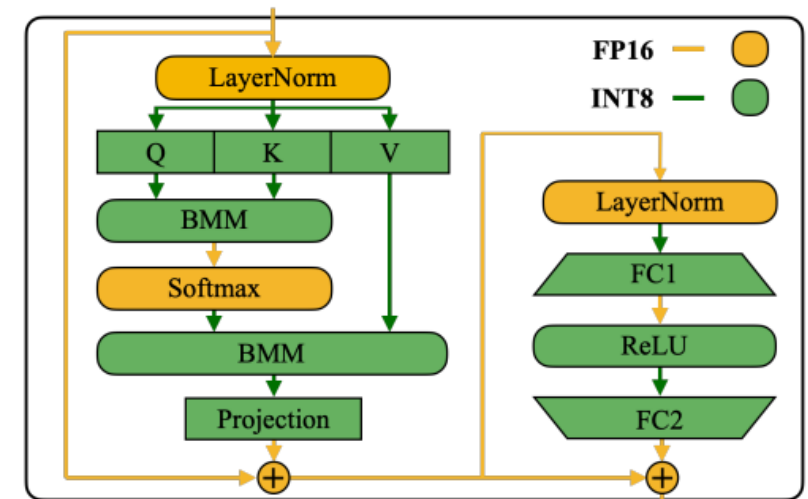 FP16
INT8
LayerNorm
Q K V
BMM
Softmax
BMM
Projection
+
LayerNorm
FC1
ReLU
FC2
+